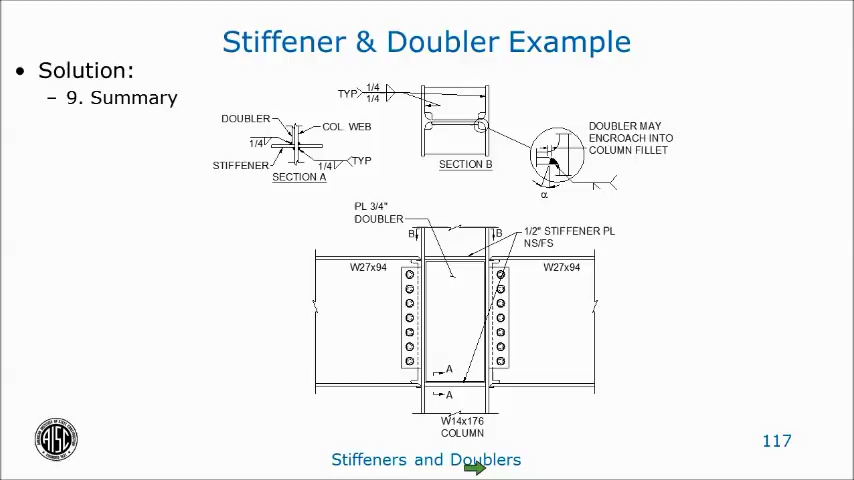 Stiffener & Doubler Example
• Solution:
– 9. Summary
TYP 1/4
1/4
DOUBLER
COL. WEB
1/4
STIFFENER
1/4 TYP
SECTION A
SECTION B
DOUBLER MAY
ENCROACH INTO
COLUMN FILLET
α
PL 3/4"
DOUBLER
B B
1/2" STIFFENER PL
NS/FS
W27x94 W27x94
A
A
W14x176
COLUMN
AISC
117
Stiffeners and Doublers